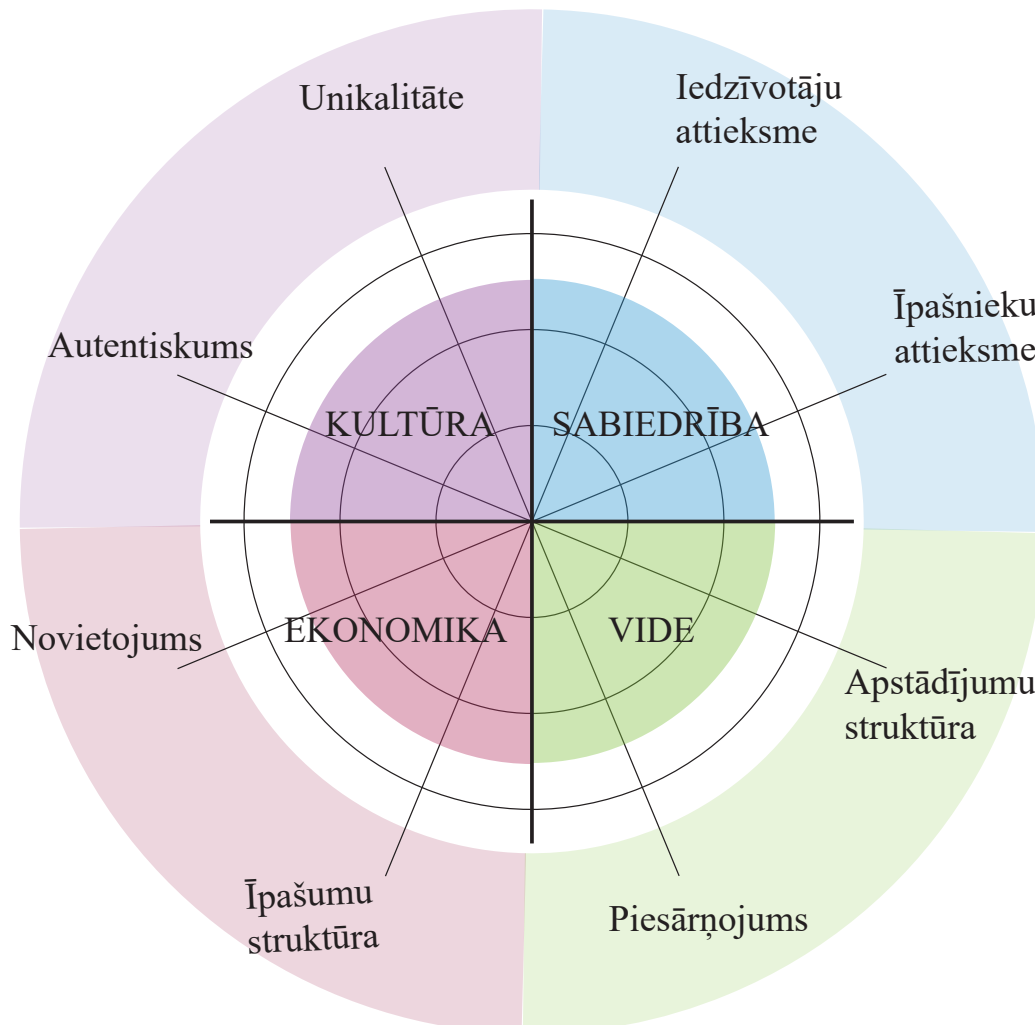 Unikalitāte
Iedzīvotāju
attieksme
Īpašnieku
attieksme
Autentiskums
KULTŪRA
SABIEDRĪBA
EKONOMIKA
VIDE
Novietojums
Apstādījumu
struktūra
Īpašumu
struktūra
Piesārņojums